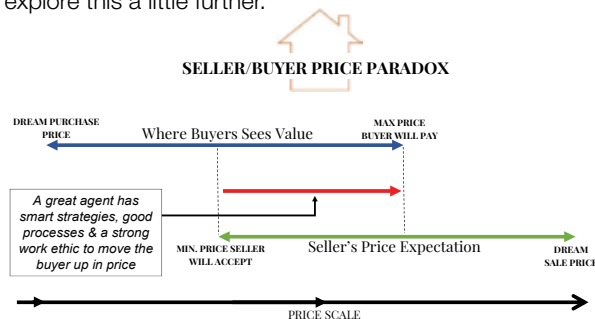 explore this a little further.
SELLER/BUYER PRICE PARADOX
DREAM PURCHASE
PRICE
Where Buyers Sees Value
MAX PRICE
BUYER WILL PAY
A great agent has
smart strategies, good
processes & a strong
work ethic to move the
buyer up in price
MIN. PRICE SELLER
WILL ACCEPT
Seller's Price Expectation
DREAM
SALE PRICE
PRICE SCALE